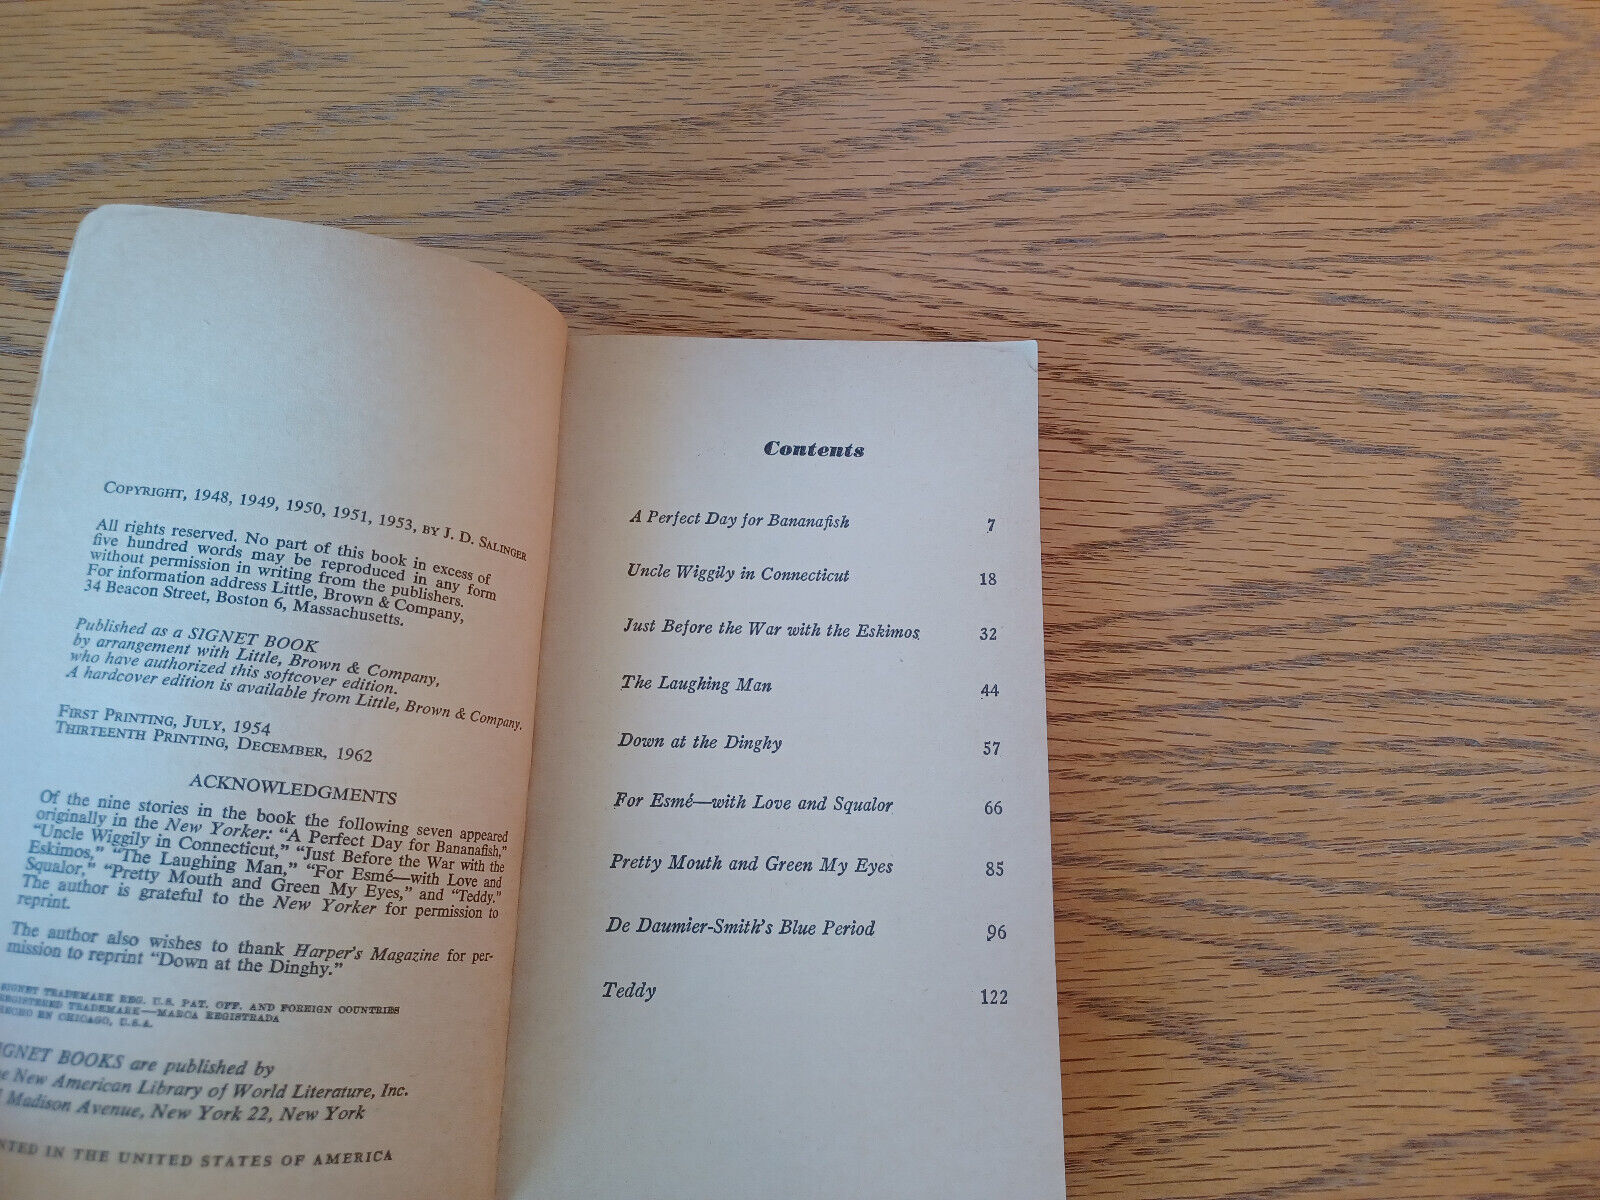 COPYRIGHT, 1948, 1949, 1950, 1951, 1953, BY J. D. SALINGER
All rights reserved. No part of this book in excess of
five hundred words may be reproduced in any form
without permission in writing from the publishers.
For information address Little, Brown & Company,
34 Beacon Street, Boston 6, Massachusetts.
Published as a SIGNET BOOK
by arrangement with Little, Brown & Company,
who have authorized this softcover edition.
A hardcover edition is available from Little, Brown & Company.
FIRST PRINTING, JULY, 1954
THIRTEENTH PRINTING, DECEMBER, 1962
ACKNOWLEDGMENTS
Of the nine stories in the book the following seven appeared
originally in the New Yorker: "A Perfect Day for Bananafish,"
"Uncle Wiggily in Connecticut," "Just Before the War with the
Eskimos," "The Laughing Man," "For Esmé—with Love and
Squalor," "Pretty Mouth and Green My Eyes," and "Teddy."
The author is grateful to the New Yorker for permission to
reprint.
The author also wishes to thank Harper's Magazine for per-
mission to reprint "Down at the Dinghy."
SIGNET TRADEMARK REG. U.S. PAT. OFF. AND FOREIGN COUNTRIES
REGISTERED TRADEMARK—MARCA REGISTRADA
HECHO EN CHICAGO, U.S.A.
SIGNET BOOKS are published by
The New American Library of World Literature, Inc.
Madison Avenue, New York 22, New York
IN THE UNITED STATES OF AMERICA
Contents
A Perfect Day for Bananafish 7
Uncle Wiggily in Connecticut 18
Just Before the War with the Eskimos 32
The Laughing Man 44
Down at the Dinghy 57
For Esmé—with Love and Squalor 66
Pretty Mouth and Green My Eyes 85
De Daumier-Smith's Blue Period 96
Teddy 122